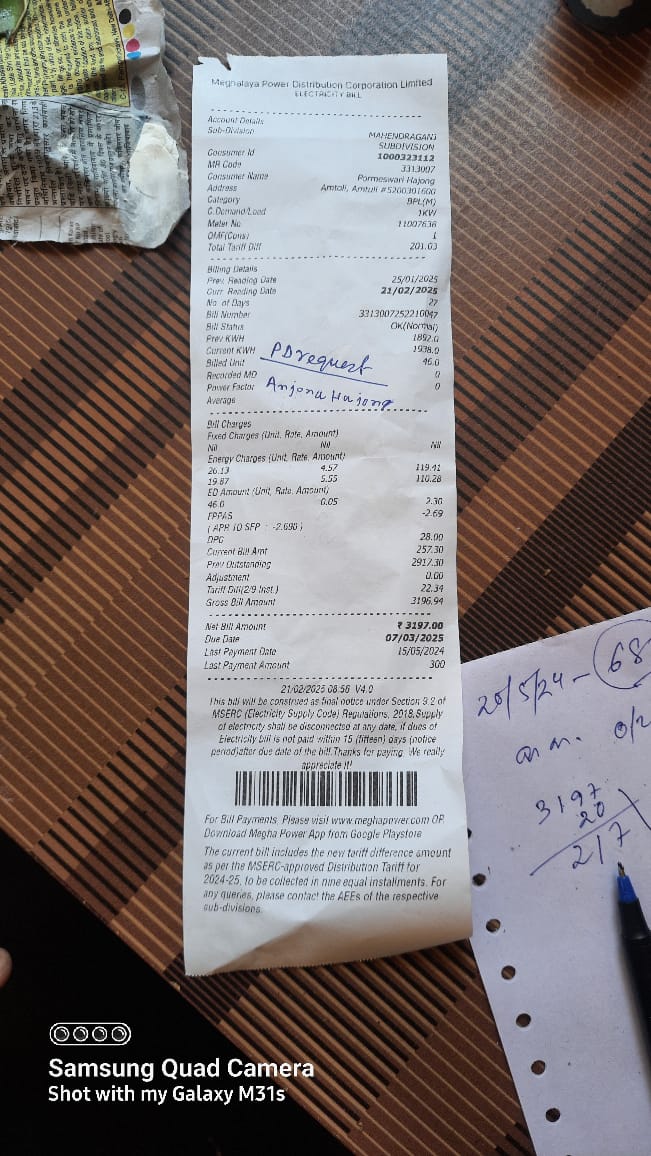 Meghalaya Power Distribution Corporation Limited
ELECTRICITY BILL
Account Details
Sub-Division MAHENDRAGANJ SUBDIVISION
Consumer Id 1000323112
MR Code 3313007
Consumer Name Pormeswari Hajong
Address Amtoli, Amtuli #5200301600
Category BPL(M)
C.Demand/Load 1KW
Meter No 11007636
OMF(Cons) 1
Total Tariff Diff 201.03
Billing Details
Prev. Reading Date 25/01/2025
Curr. Reading Date 21/02/2025
No. of Days 27
Bill Number 3313007252210047
Bill Status OK(Normal)
Prev KWH 1892.0
Current KWH 1938.0
Billed Unit 46.0
Recorded MD 0
Power Factor 0
Average
PD request
Anjona Hajong
Bill Charges
Fixed Charges (Unit, Rate, Amount)
Nil Nil Nil
Energy Charges (Unit, Rate, Amount)
26.13 4.57 119.41
19.87 5.55 110.28
ED Amount (Unit, Rate, Amount)
46.0 0.05 2.30
FPPAS -2.69
( APR TO SEP : -2.690 )
DPC 28.00
Current Bill Amt 257.30
Prev Outstanding 2917.30
Adjustment 0.00
Tariff Diff(2/9 Inst.) 22.34
Gross Bill Amount 3196.94
Net Bill Amount ₹ 3197.00
Due Date 07/03/2025
Last Payment Date 15/05/2024
Last Payment Amount 300
21/02/2025 08:56 V4.0
This bill will be construed as final notice under Section 9.2 of
MSERC (Electricity Supply Code) Regulations, 2018.Supply
of electricity shall be disconnected at any date, if dues of
Electricity bill is not paid within 15 (fifteen) days (notice
period)after due date of the bill.Thanks for paying. We really
appreciate it!
For Bill Payments, Please visit www.meghapower.com OR
Download Megha Power App from Google Playstore
The current bill includes the new tariff difference amount
as per the MSERC-approved Distribution Tariff for
2024-25, to be collected in nine equal installments. For
any queries, please contact the AEEs of the respective
sub-divisions.
20/5/24 - 68
3197
20
217
Samsung Quad Camera
Shot with my Galaxy M31s